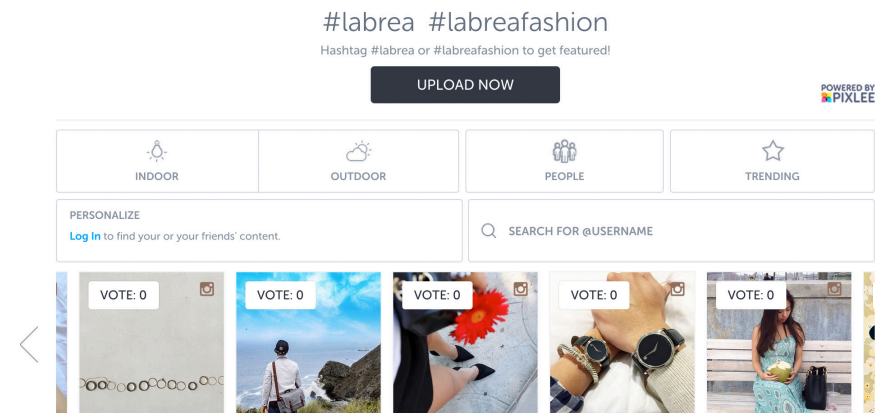 #labrea #labreafashion
Hashtag #labrea or #labreafashion to get featured!
UPLOAD NOW
POWERED BY
PIXLEE
INDOOR
OUTDOOR
PEOPLE
TRENDING
PERSONALIZE
Log In to find your or your friends' content.
SEARCH FOR @USERNAME
VOTE: 0
VOTE: 0
VOTE: 0
VOTE: 0
VOTE: 0